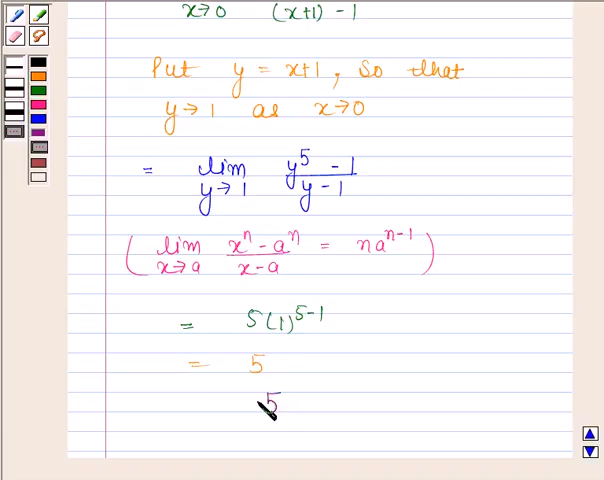 x→0 (x+1) - 1
Put y = x+1, So that
y→1 as x→0
= lim y→1 (y^5 - 1)/(y - 1)
( lim x→a (x^n - a^n)/(x - a) = na^(n-1) )
= 5(1)^(5-1)
= 5
5